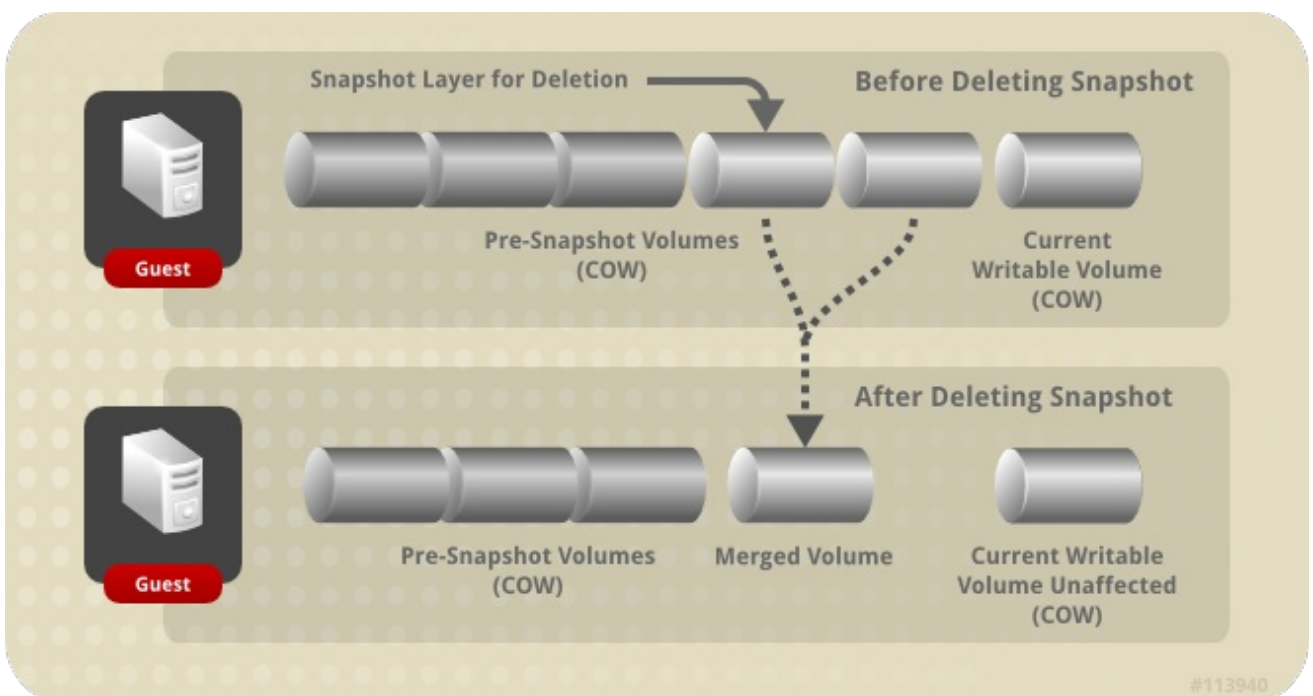 Snapshot Layer for Deletion
Before Deleting Snapshot
Guest
Pre-Snapshot Volumes
(COW)
Current
Writable Volume
(COW)
After Deleting Snapshot
Guest
Pre-Snapshot Volumes
(COW)
Merged Volume
Current Writable
Volume Unaffected
(COW)
#113940